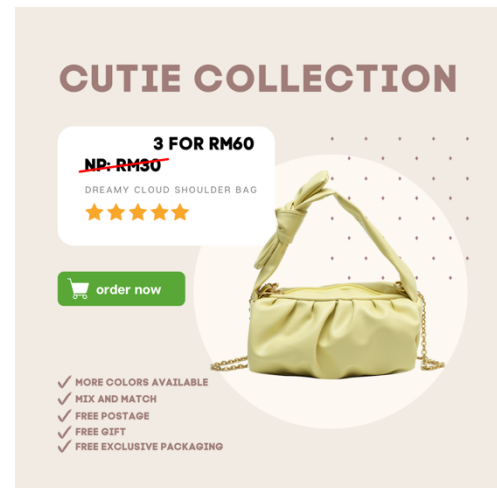 CUTIE COLLECTION
3 FOR RM60
NP: RM30
DREAMY CLOUD SHOULDER BAG
order now
MORE COLORS AVAILABLE
MIX AND MATCH
FREE POSTAGE
FREE GIFT
FREE EXCLUSIVE PACKAGING